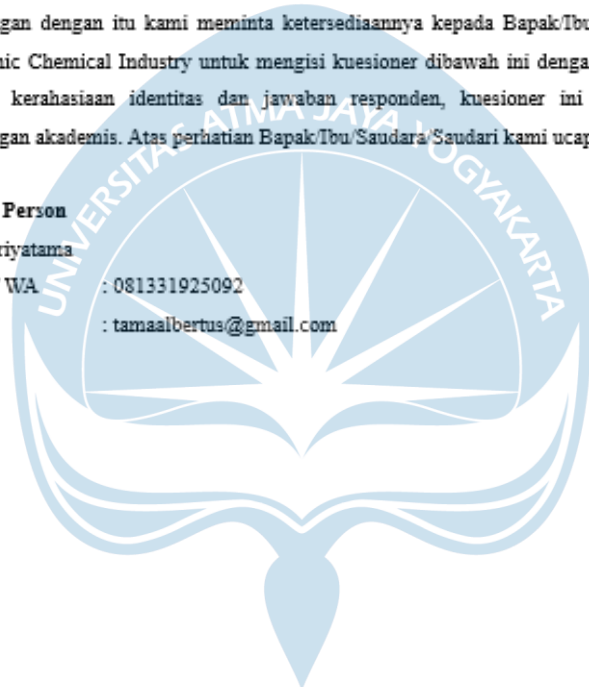 gan dengan itu kami meminta ketersediaannya kepada Bapak/Ibu
nic Chemical Industry untuk mengisi kuesioner dibawah ini denga
kerahasiaan identitas dan jawaban responden, kuesioner ini
gan akademis. Atas perhatian Bapak/Ibu/Saudara/Saudari kami ucap
Person
riyatama
WA : 081331925092
: tamaalbertus@gmail.com
UNIVERSITAS ATMA JAYA YOGYAKARTA